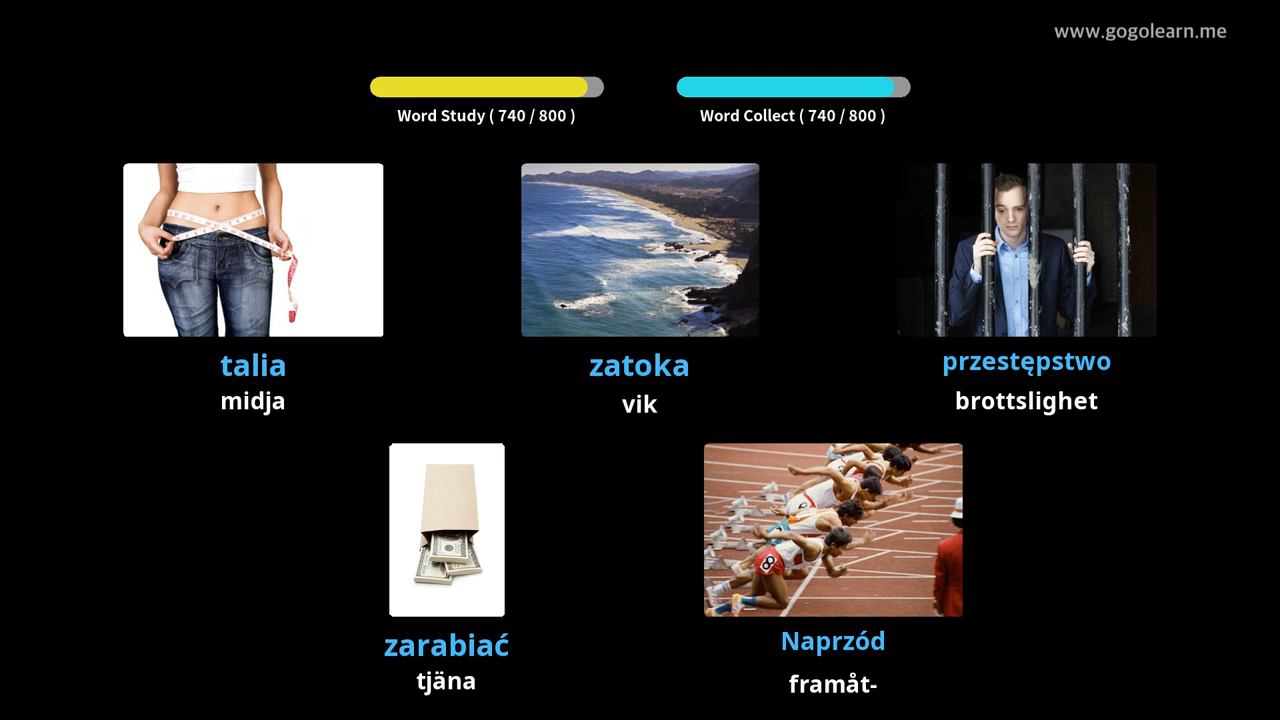 www.gogolearn.me
Word Study ( 740 / 800 )
Word Collect ( 740 / 800 )
talia
midja
zatoka
vik
przestępstwo
brottslighet
zarabiać
tjäna
Naprzód
framåt-